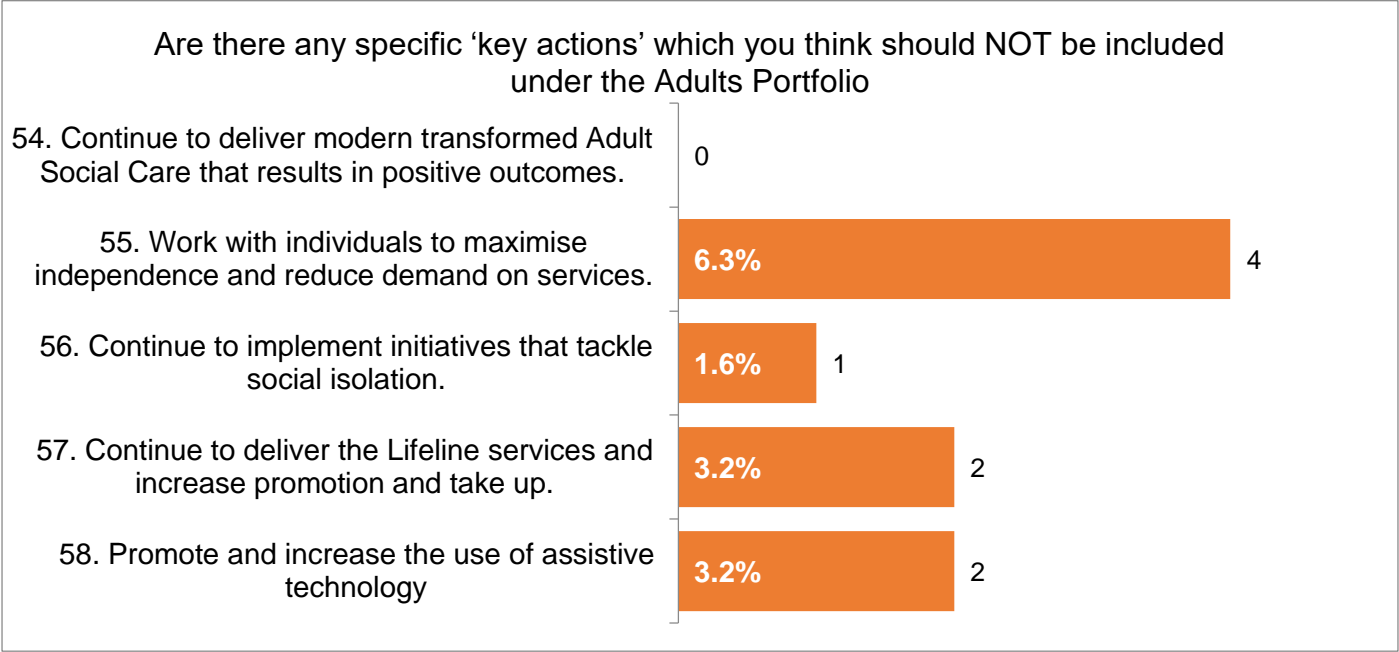 Are there any specific ‘key actions’ which you think should NOT be included
under the Adults Portfolio
54. Continue to deliver modern transformed Adult
Social Care that results in positive outcomes.
0
55. Work with individuals to maximise
independence and reduce demand on services.
6.3%
4
56. Continue to implement initiatives that tackle
social isolation.
1.6%
1
57. Continue to deliver the Lifeline services and
increase promotion and take up.
3.2%
2
58. Promote and increase the use of assistive
technology
3.2%
2